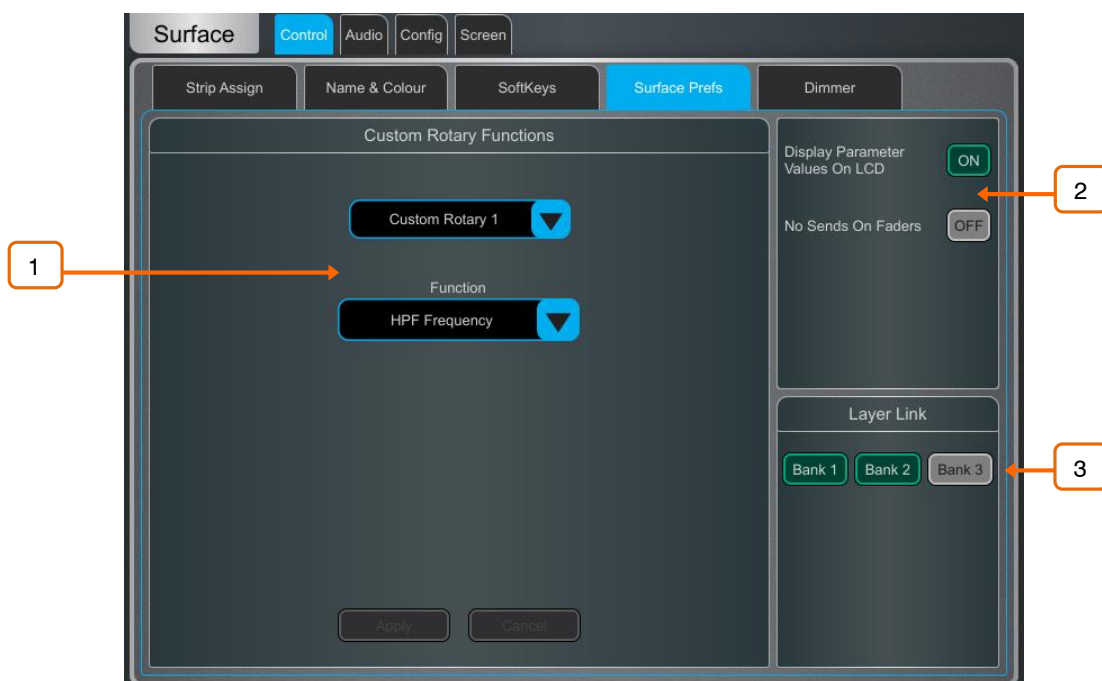 Surface
Control
Audio
Config
Screen
Strip Assign
Name & Colour
SoftKeys
Surface Prefs
Dimmer
Custom Rotary Functions
Custom Rotary 1
Function
HPF Frequency
Apply
Cancel
Display Parameter
Values On LCD
ON
No Sends On Faders
OFF
Layer Link
Bank 1
Bank 2
Bank 3
1
2
3